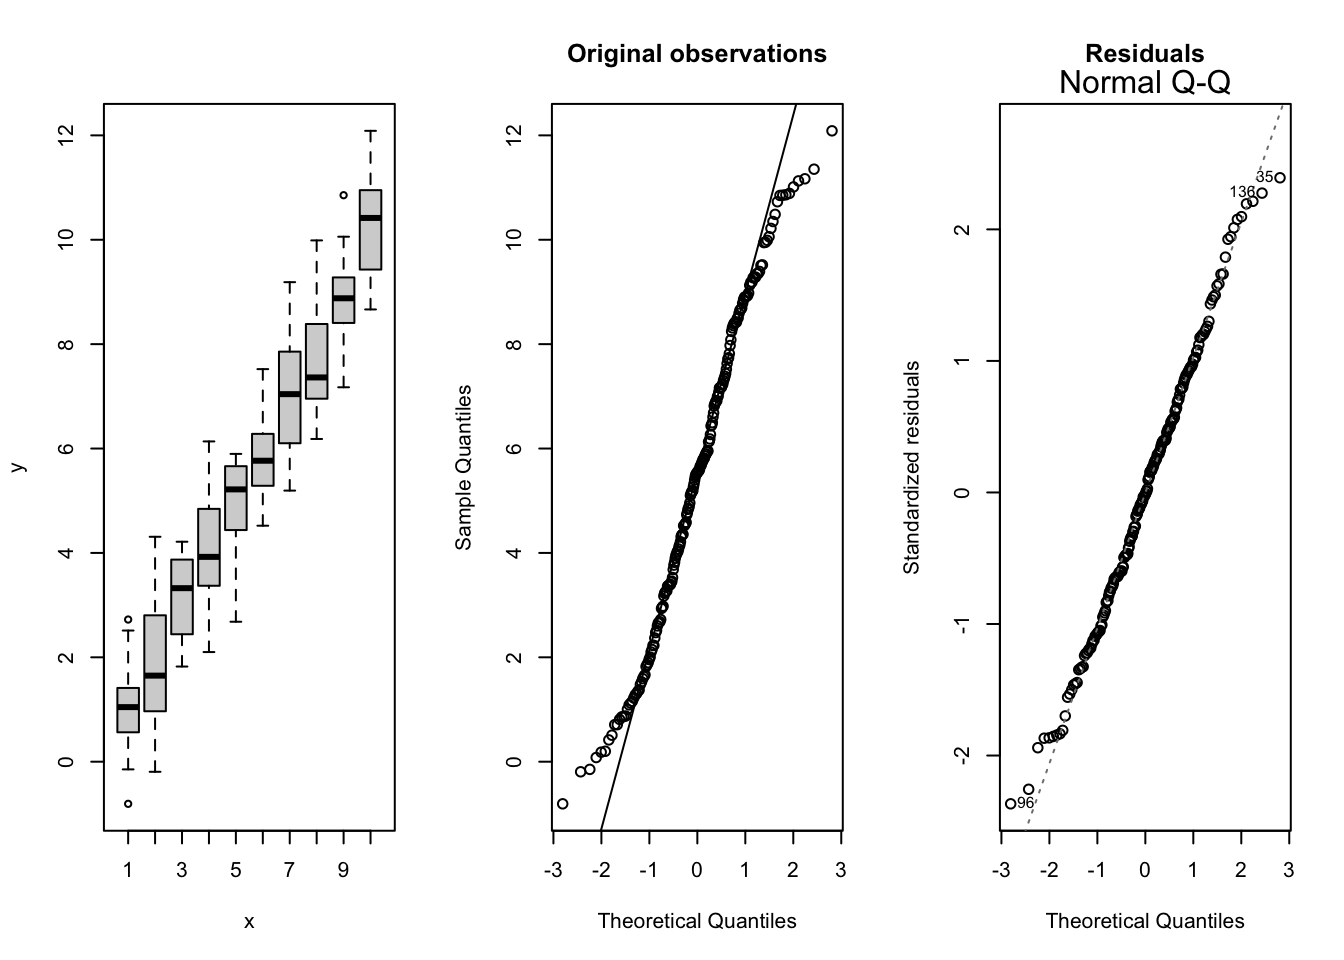 y
12
10
8
6
4
2
0
1 3 5 7 9
x
Original observations
Sample Quantiles
12
10
8
6
4
2
0
-3 -2 -1 0 1 2 3
Theoretical Quantiles
Residuals
Normal Q-Q
Standardized residuals
2
1
0
-1
-2
35
136
96
-3 -2 -1 0 1 2 3
Theoretical Quantiles